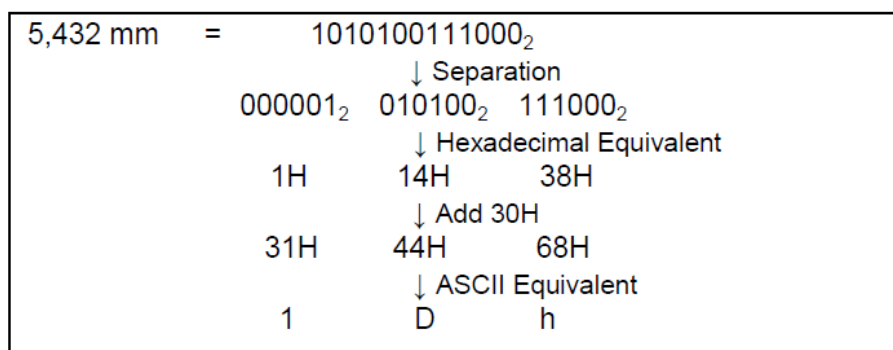 5,432 mm = 1010100111000₂
↓ Separation
000001₂ 010100₂ 111000₂
↓ Hexadecimal Equivalent
1H 14H 38H
↓ Add 30H
31H 44H 68H
↓ ASCII Equivalent
1 D h